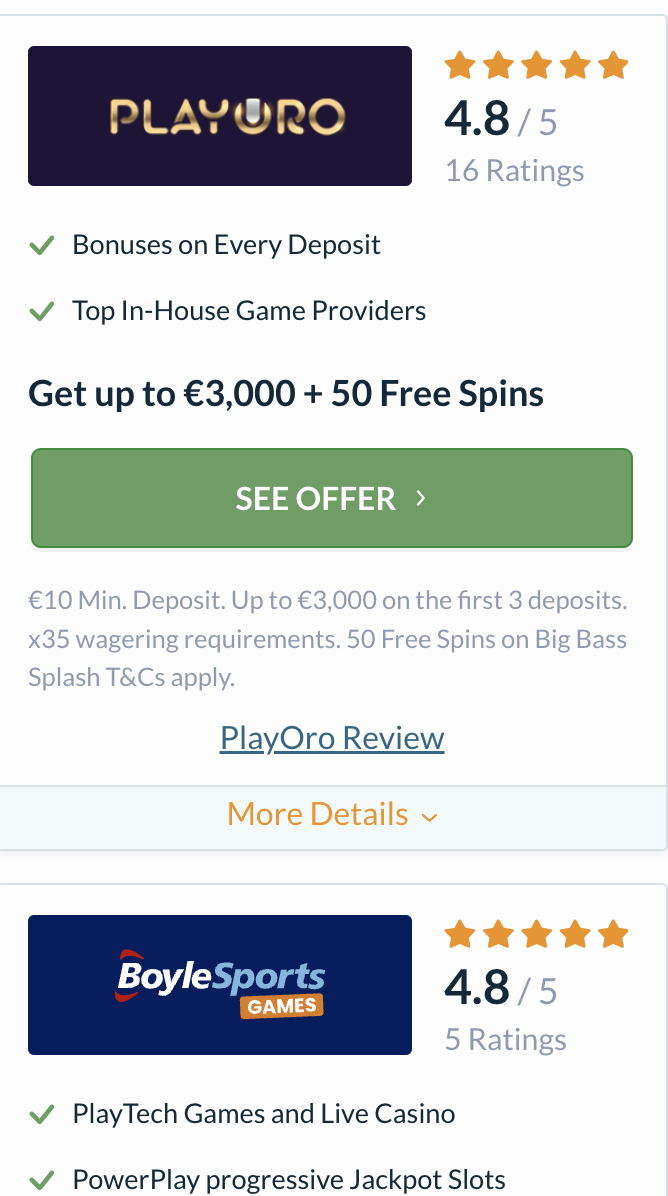 PLAYORO
4.8 / 5
16 Ratings
Bonuses on Every Deposit
Top In-House Game Providers
Get up to €3,000 + 50 Free Spins
SEE OFFER
€10 Min. Deposit. Up to €3,000 on the first 3 deposits.
x35 wagering requirements. 50 Free Spins on Big Bass
Splash T&Cs apply.
PlayOro Review
More Details
BoyleSports
GAMES
4.8 / 5
5 Ratings
PlayTech Games and Live Casino
PowerPlay progressive Jackpot Slots